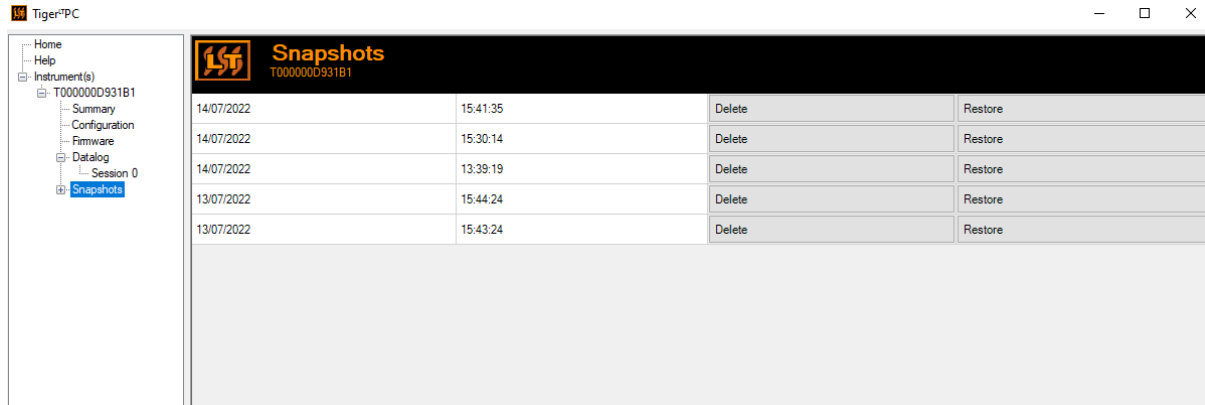 TigerᴸᵀPC
Home
Help
Instrument(s)
T000000D931B1
Summary
Configuration
Firmware
Datalog
Session 0
Snapshots
LST
Snapshots
T000000D931B1
14/07/2022 15:41:35 Delete Restore
14/07/2022 15:30:14 Delete Restore
14/07/2022 13:39:19 Delete Restore
13/07/2022 15:44:24 Delete Restore
13/07/2022 15:43:24 Delete Restore